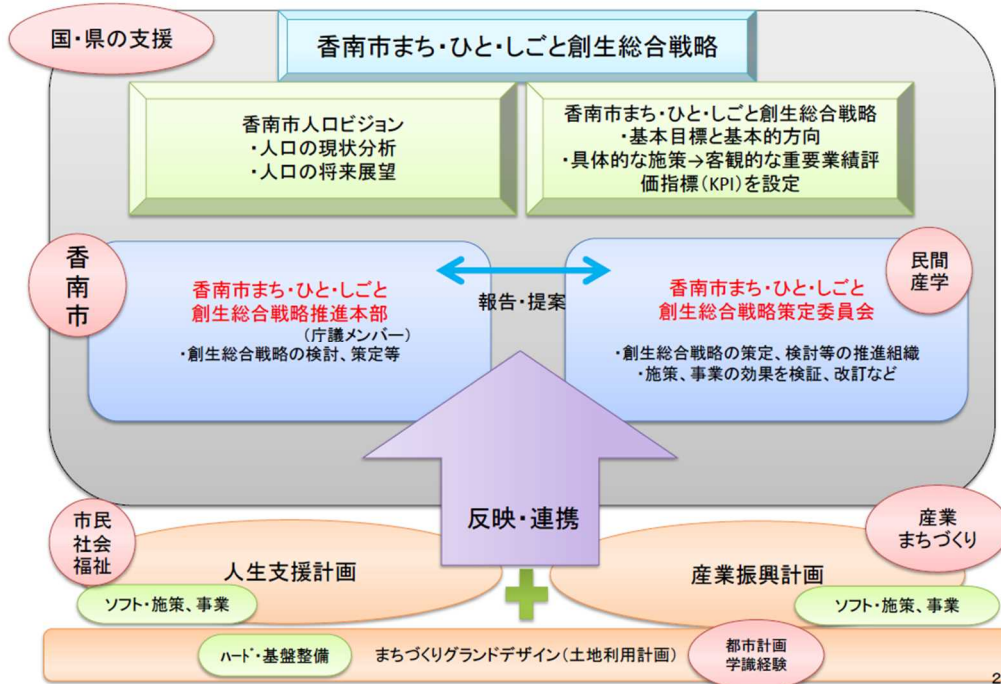 国・県の支援
香南市まち・ひと・しごと創生総合戦略
香南市人口ビジョン
・人口の現状分析
・人口の将来展望
香南市まち・ひと・しごと創生総合戦略
・基本目標と基本的方向
・具体的な施策→客観的な重要業績評
価指標(KPI)を設定
香
南
市
香南市まち・ひと・しごと
創生総合戦略推進本部
(庁議メンバー)
・創生総合戦略の検討、策定等
報告・提案
民間
産学
香南市まち・ひと・しごと
創生総合戦略策定委員会
・創生総合戦略の策定、検討等の推進組織
・施策、事業の効果を検証、改訂など
反映・連携
市民
社会
福祉
人生支援計画
ソフト・施策、事業
産業
まちづくり
産業振興計画
ソフト・施策、事業
ハード・基盤整備
まちづくりグランドデザイン(土地利用計画)
都市計画
学識経験
2